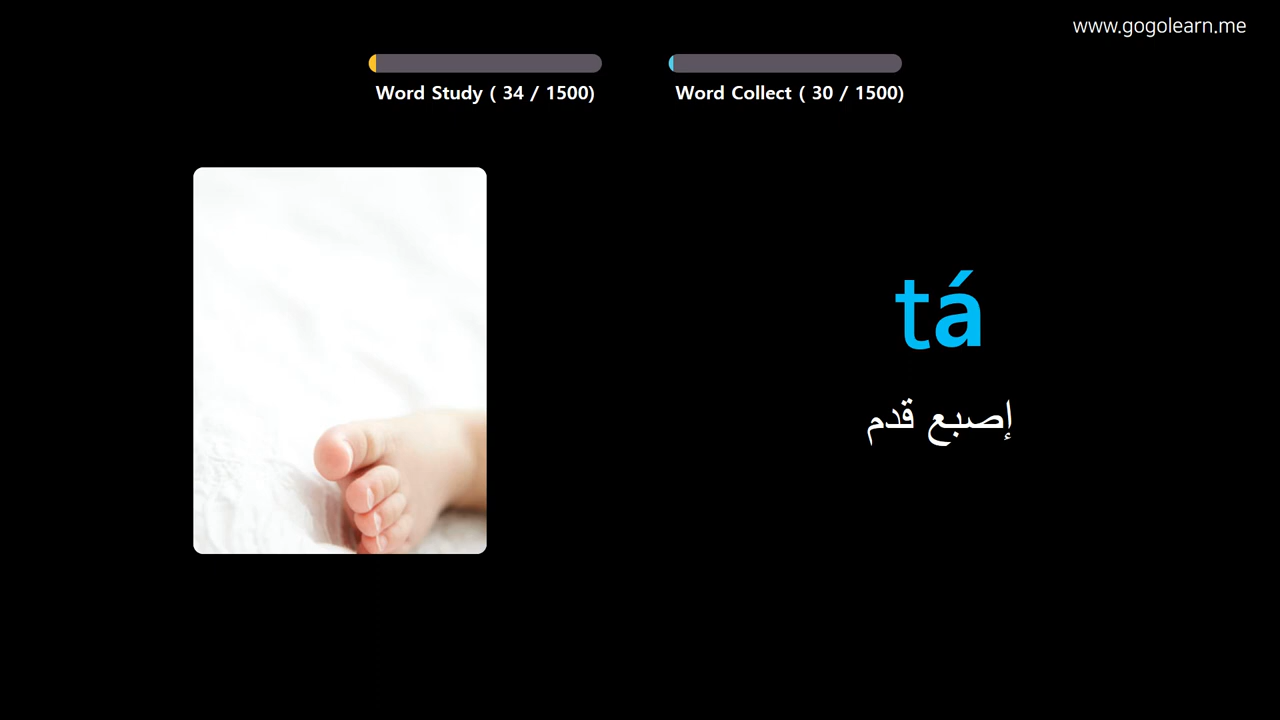 www.gogolearn.me
Word Study ( 34 / 1500)
Word Collect ( 30 / 1500)
tá
إصبع قدم